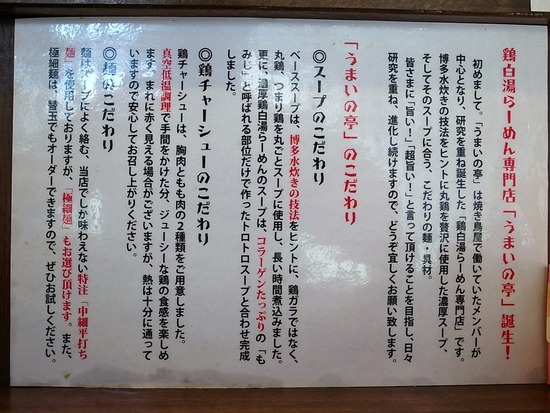 鶏白湯らーめん専門店「うまいの亭」誕生!
初めまして。「うまいの亭」は焼き鳥屋で働いていたメンバーが
中心となり、研究を重ね誕生した「鶏白湯らーめん専門店」です。
博多水炊きの技法をヒントに丸鶏を贅沢に使用した濃厚スープ、
そしてそのスープに合う、こだわりの麺・具材。
皆さまに「旨い!」「超旨い!」と言って頂けることを目指し、日々
研究を重ね、進化し続けますので、どうぞ宜しくお願い致します。
「うまいの亭」のこだわり
◎スープのこだわり
ベーススープは、博多水炊きの技法をヒントに、鶏ガラではなく、
丸鶏、つまり鶏を丸ごとスープに使用し、長い時間煮込みました。
更に、濃厚鶏白湯らーめんのスープは、コラーゲンたっぷりの「も
みじ」と呼ばれる部位だけで作ったトロトロスープと合わせ完成
しました。
◎鶏チャーシューのこだわり
鶏チャーシューは、胸肉ともも肉の2種類をご用意しました。
真空低温調理で手間をかけた分、ジューシーな鶏の食感を楽しめ
ます。まれに赤く見える場合がございますが、熱は十分に通って
いますので安心してお召し上がりください。
◎麺のこだわり
麺はスープによく絡む、当店でしか味わえない特注「中細平打ち
麺」を使用しておりますが、「極細麺」もお選び頂けます。また、
極細麺は、替玉でもオーダーできますので、ぜひお試しください。